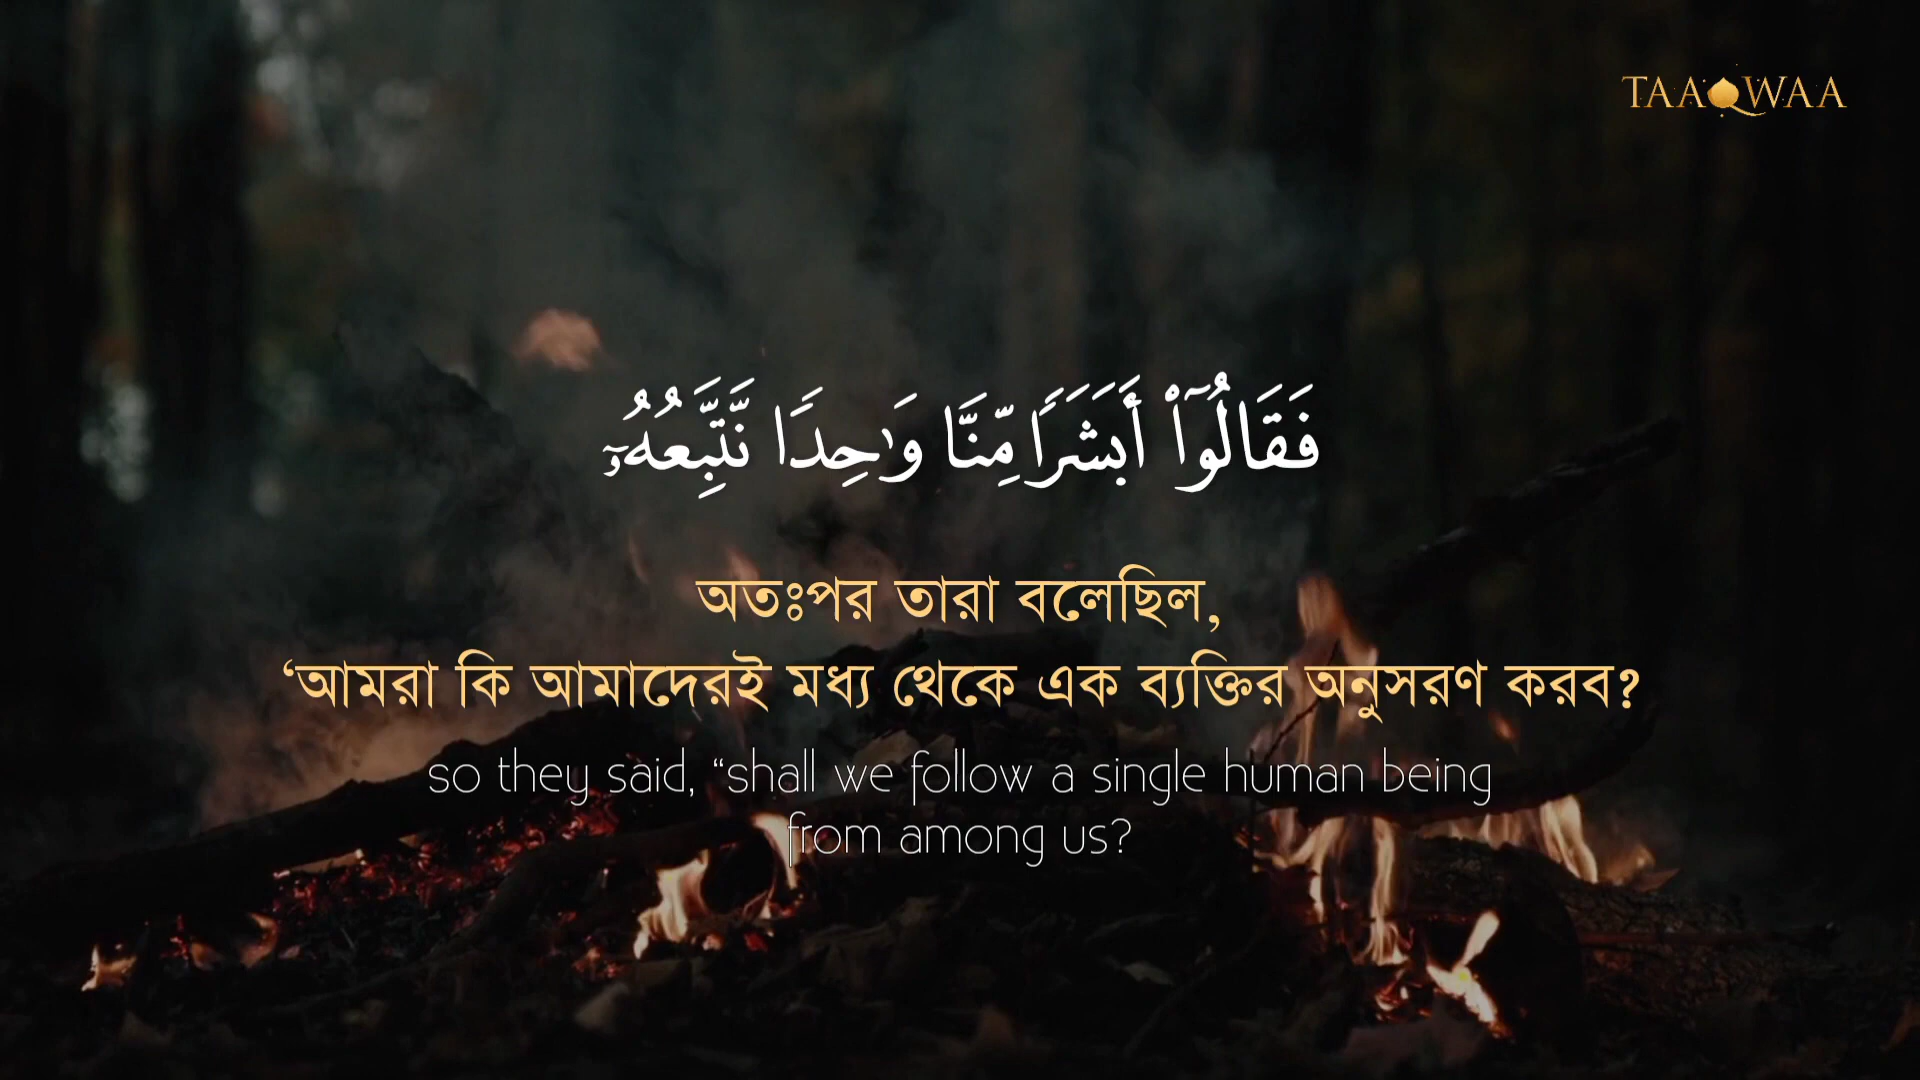 TAAQWAA
فَقَالُوٓا۟ أَبَشَرًا مِّنَّا وَٰحِدًا نَّتَّبِعُهُۥٓ
অতঃপর তারা বলেছিল,
‘আমরা কি আমাদেরই মধ্য থেকে এক ব্যক্তির অনুসরণ করব?
so they said, “shall we follow a single human being
from among us?